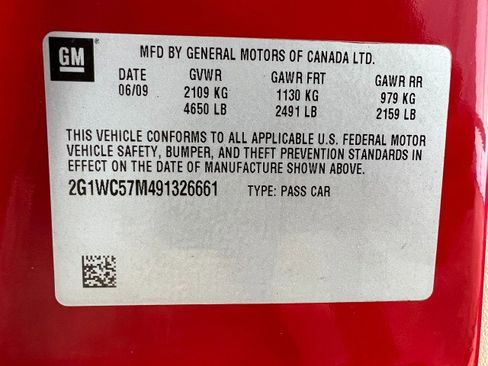 GM
MFD BY GENERAL MOTORS OF CANADA LTD.
DATE GVWR GAWR FRT GAWR RR
06/09 2109 KG 1130 KG 979 KG
4650 LB 2491 LB 2159 LB
THIS VEHICLE CONFORMS TO ALL APPLICABLE U.S. FEDERAL MOTOR
VEHICLE SAFETY, BUMPER, AND THEFT PREVENTION STANDARDS IN
EFFECT ON THE DATE OF MANUFACTURE SHOWN ABOVE.
2G1WC57M491326661 TYPE: PASS CAR